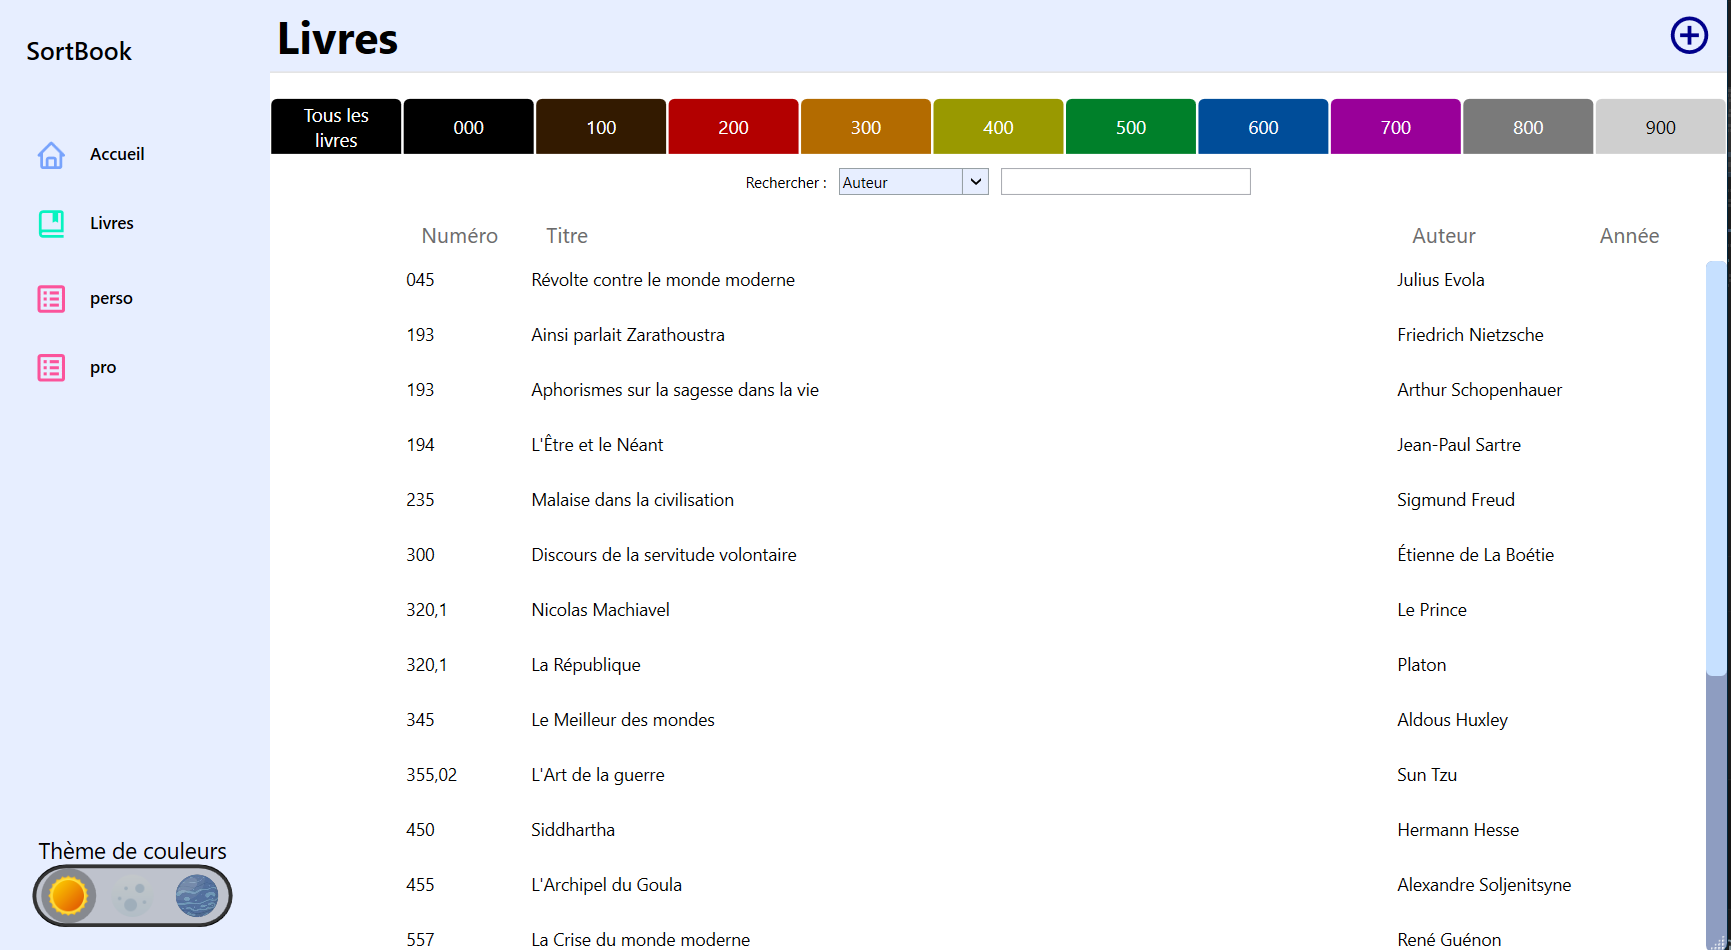 SortBook
Accueil
Livres
perso
pro
Thème de couleurs
Livres
Tous les
livres
000
100
200
300
400
500
600
700
800
900
Rechercher : Auteur
Numéro Titre Auteur Année
045 Révolte contre le monde moderne Julius Evola
193 Ainsi parlait Zarathoustra Friedrich Nietzsche
193 Aphorismes sur la sagesse dans la vie Arthur Schopenhauer
194 L'Être et le Néant Jean-Paul Sartre
235 Malaise dans la civilisation Sigmund Freud
300 Discours de la servitude volontaire Étienne de La Boétie
320,1 Nicolas Machiavel Le Prince
320,1 La République Platon
345 Le Meilleur des mondes Aldous Huxley
355,02 L'Art de la guerre Sun Tzu
450 Siddhartha Hermann Hesse
455 L'Archipel du Goula Alexandre Soljenitsyne
557 La Crise du monde moderne René Guénon